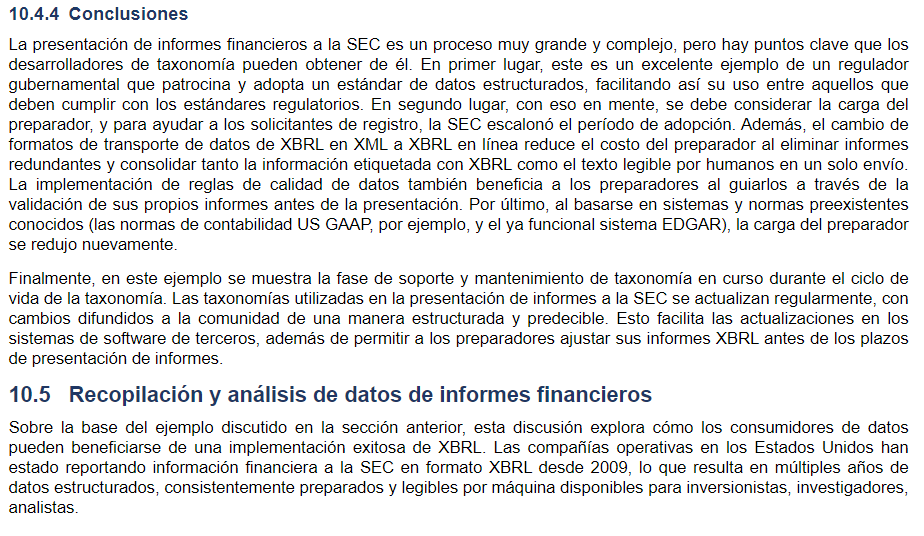 10.4.4 Conclusiones
La presentación de informes financieros a la SEC es un proceso muy grande y complejo, pero hay puntos clave que los
desarrolladores de taxonomía pueden obtener de él. En primer lugar, este es un excelente ejemplo de un regulador
gubernamental que patrocina y adopta un estándar de datos estructurados, facilitando así su uso entre aquellos que
deben cumplir con los estándares regulatorios. En segundo lugar, con eso en mente, se debe considerar la carga del
preparador, y para ayudar a los solicitantes de registro, la SEC escalonó el período de adopción. Además, el cambio de
formatos de transporte de datos de XBRL en XML a XBRL en línea reduce el costo del preparador al eliminar informes
redundantes y consolidar tanto la información etiquetada con XBRL como el texto legible por humanos en un solo envío.
La implementación de reglas de calidad de datos también beneficia a los preparadores al guiarlos a través de la
validación de sus propios informes antes de la presentación. Por último, al basarse en sistemas y normas preexistentes
conocidos (las normas de contabilidad US GAAP, por ejemplo, y el ya funcional sistema EDGAR), la carga del preparador
se redujo nuevamente.
Finalmente, en este ejemplo se muestra la fase de soporte y mantenimiento de taxonomía en curso durante el ciclo de
vida de la taxonomía. Las taxonomías utilizadas en la presentación de informes a la SEC se actualizan regularmente, con
cambios difundidos a la comunidad de una manera estructurada y predecible. Esto facilita las actualizaciones en los
sistemas de software de terceros, además de permitir a los preparadores ajustar sus informes XBRL antes de los plazos
de presentación de informes.
10.5 Recopilación y análisis de datos de informes financieros
Sobre la base del ejemplo discutido en la sección anterior, esta discusión explora cómo los consumidores de datos
pueden beneficiarse de una implementación exitosa de XBRL. Las compañías operativas en los Estados Unidos han
estado reportando información financiera a la SEC en formato XBRL desde 2009, lo que resulta en múltiples años de
datos estructurados, consistentemente preparados y legibles por máquina disponibles para inversionistas, investigadores,
analistas.